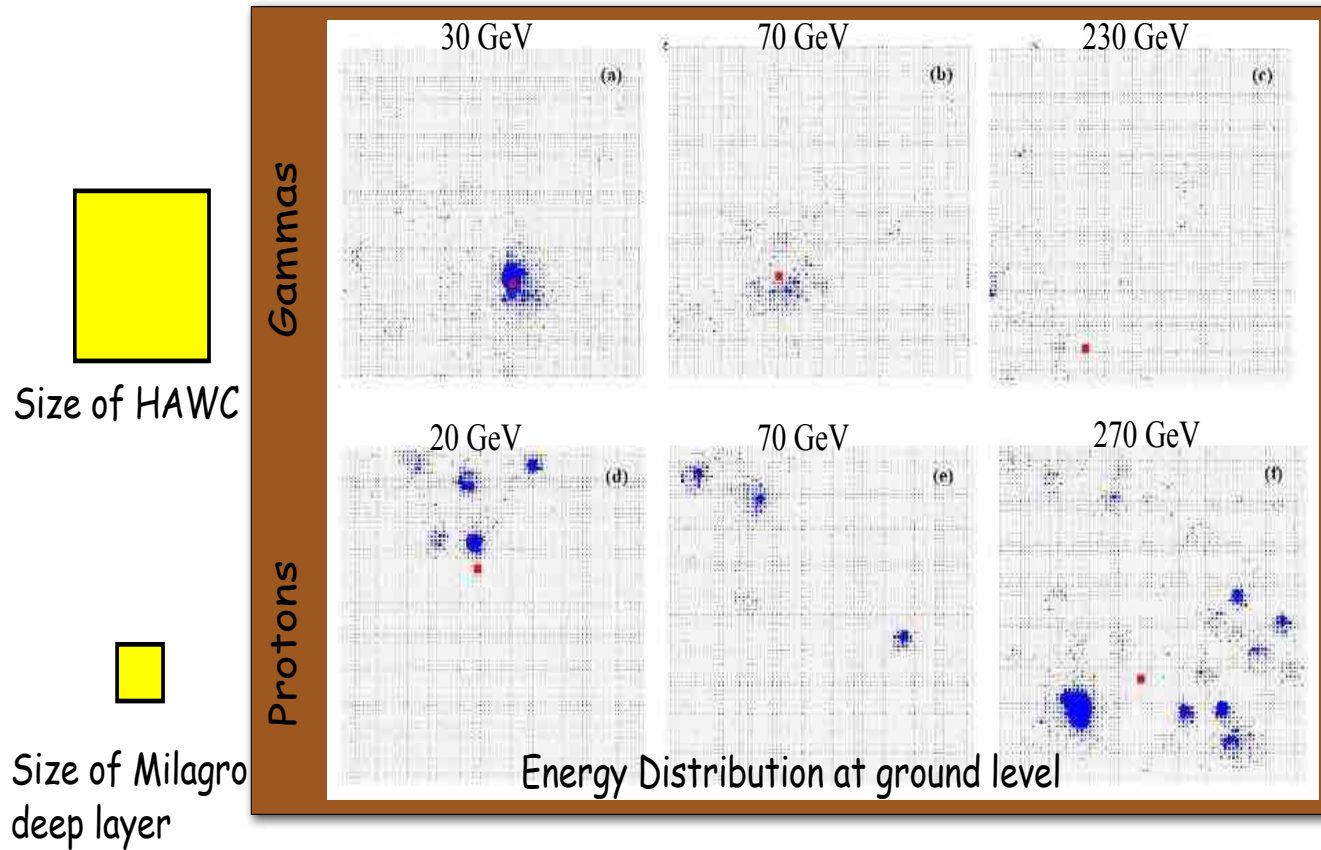 30 GeV
70 GeV
230 GeV
(a)
(b)
(c)
Gammas
Size of HAWC
20 GeV
70 GeV
270 GeV
(d)
(e)
(f)
Protons
Size of Milagro
deep layer
Energy Distribution at ground level